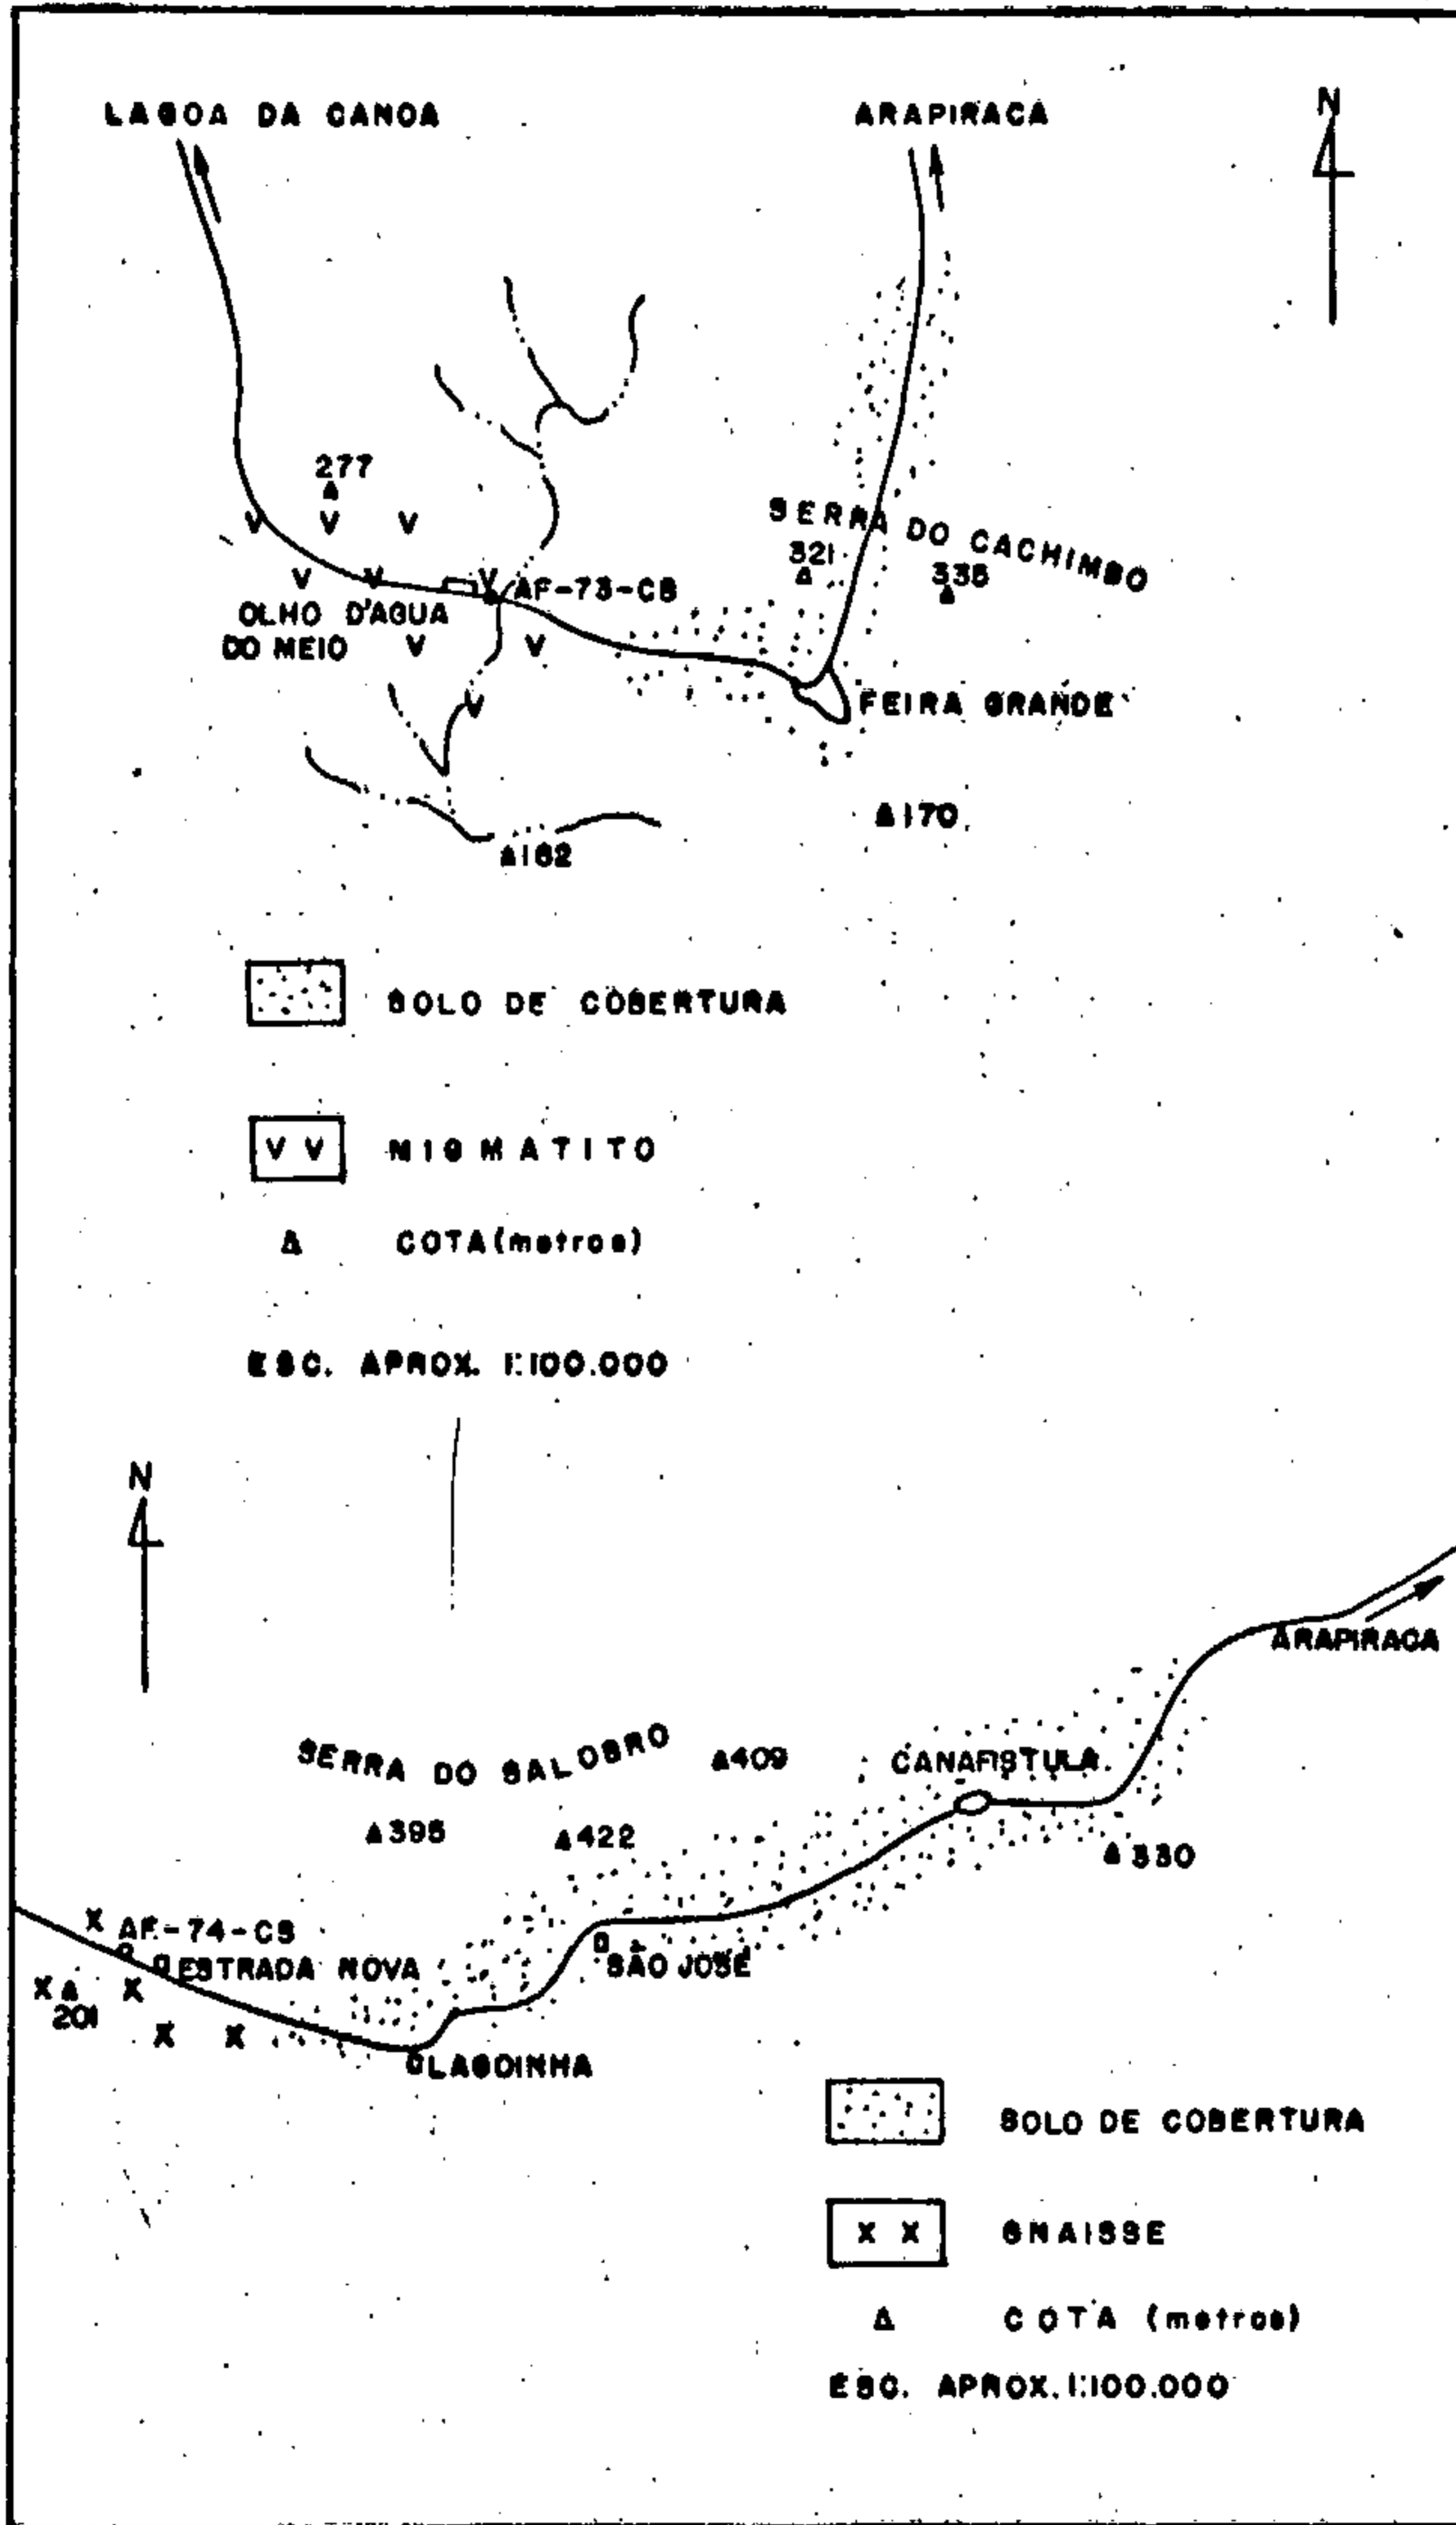 LAGOA DA CANOA
ARAPIRACA
N
277
SERRA DO CACHIMBO
321
335
AF-73-CS
OLHO D'AGUA
DO MEIO
FEIRA GRANDE
170
162
SOLO DE COBERTURA
V V MIGMATITO
COTA (metros)
ESC. APROX. 1:100.000
N
ARAPIRACA
SERRA DO SALOBRO
409
CANAFISTULA
395
422
330
AF-74-CS
ESTRADA NOVA
SÃO JOSÉ
201
LAGOINHA
SOLO DE COBERTURA
X X GNAISSE
COTA (metros)
ESC. APROX. 1:100.000